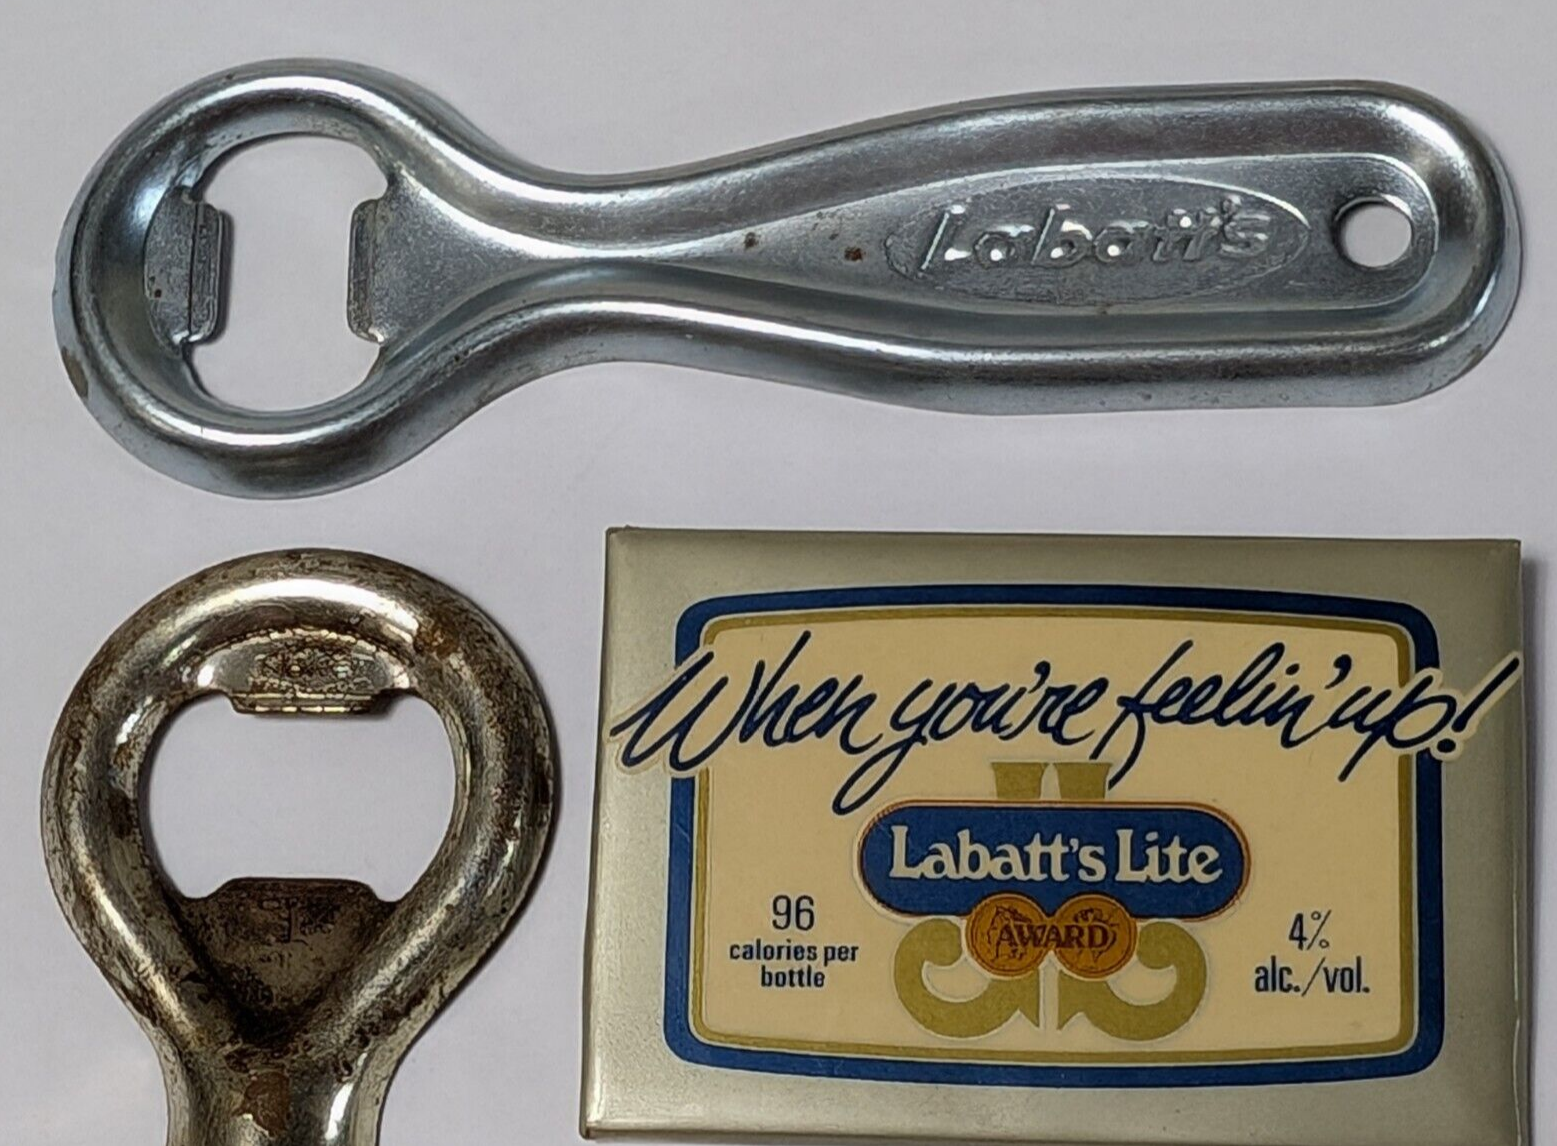 Labatt's
When you're feelin' up!
Labatt's Lite
AWARD
96
calories per
bottle
4%
alc./vol.